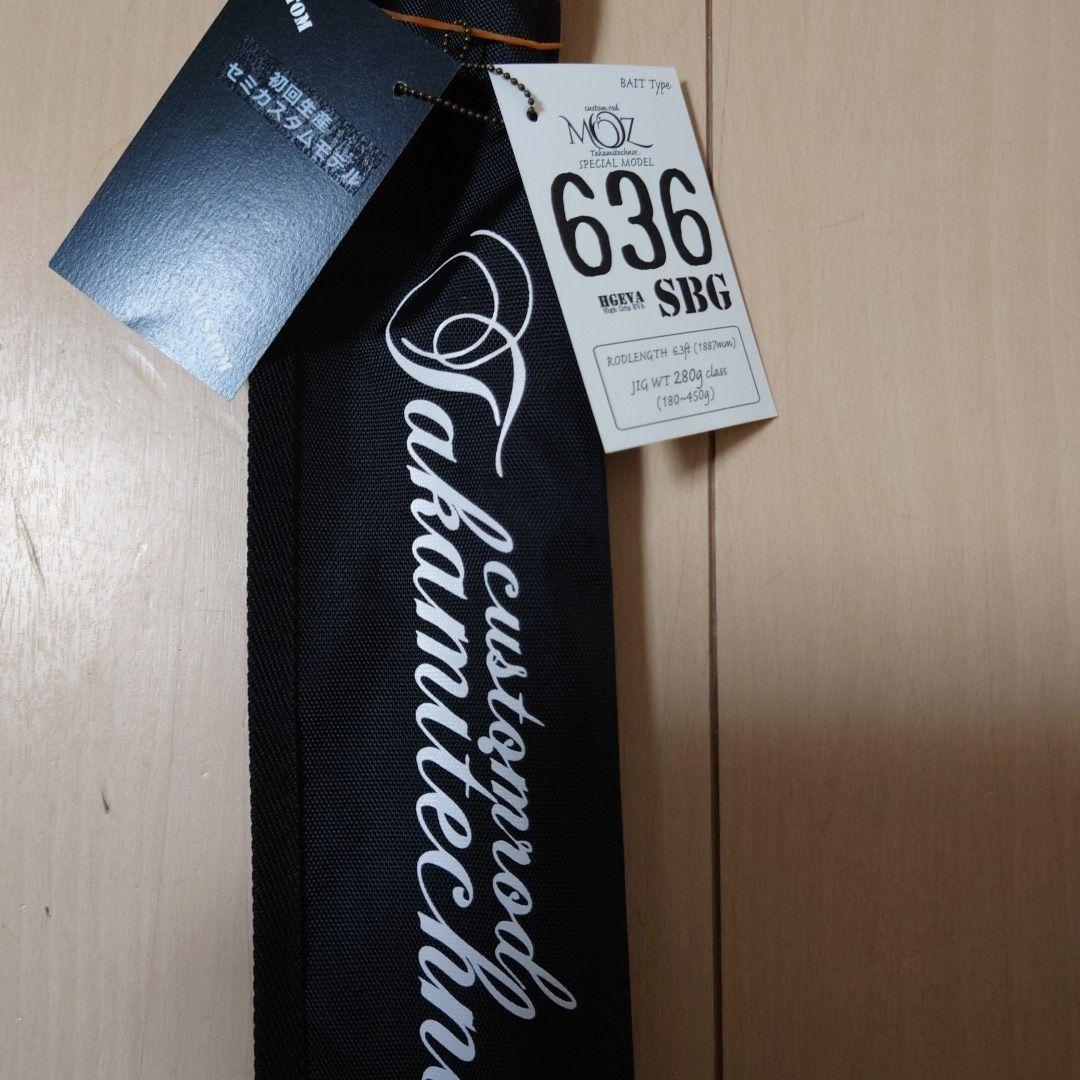 初回生産
セミカスタムモデル
BAIT Type
custom rod
MOZ
Takamitechnos.
SPECIAL MODEL
636
HGEVA
High Grip EVA
SBG
RODLENGTH 6.3ft (1887mm)
JIG WT 280g class
(180~450g)
customrod
Takamitechn